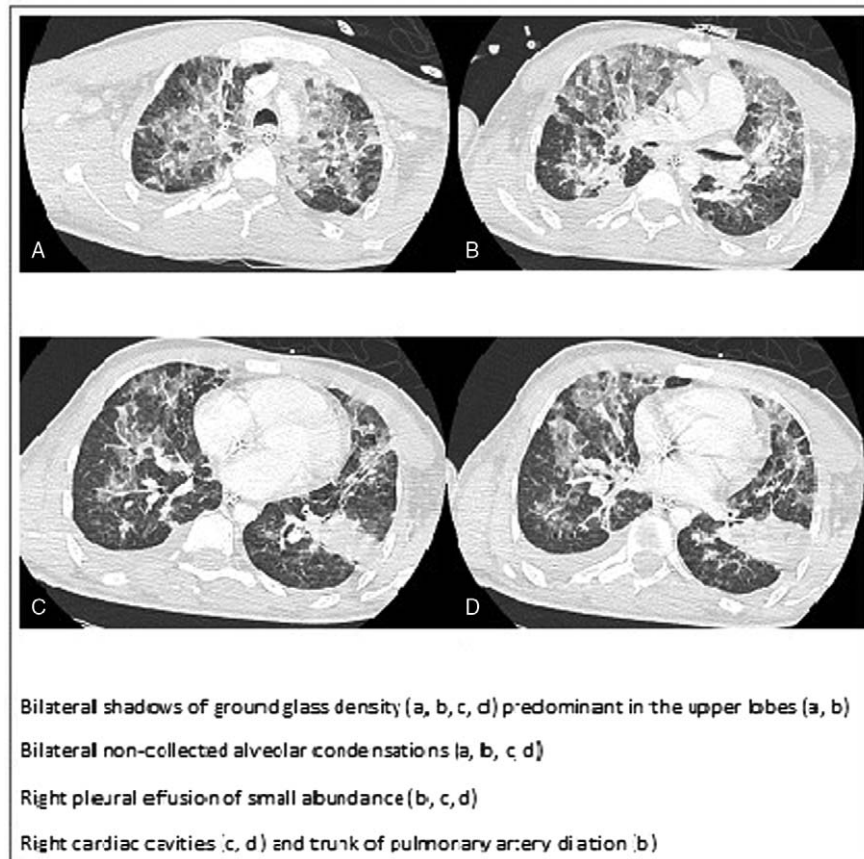 A
B
C
D
Bilateral shadows of ground glass density (a, b, c, d) predominant in the upper lobes (a, b)
Bilateral non-collected alveolar condensations (a, b, c, d)
Right pleural effusion of small abundance (b, c, d)
Right cardiac cavities (c, d) and trunk of pulmonary artery dilation (b)